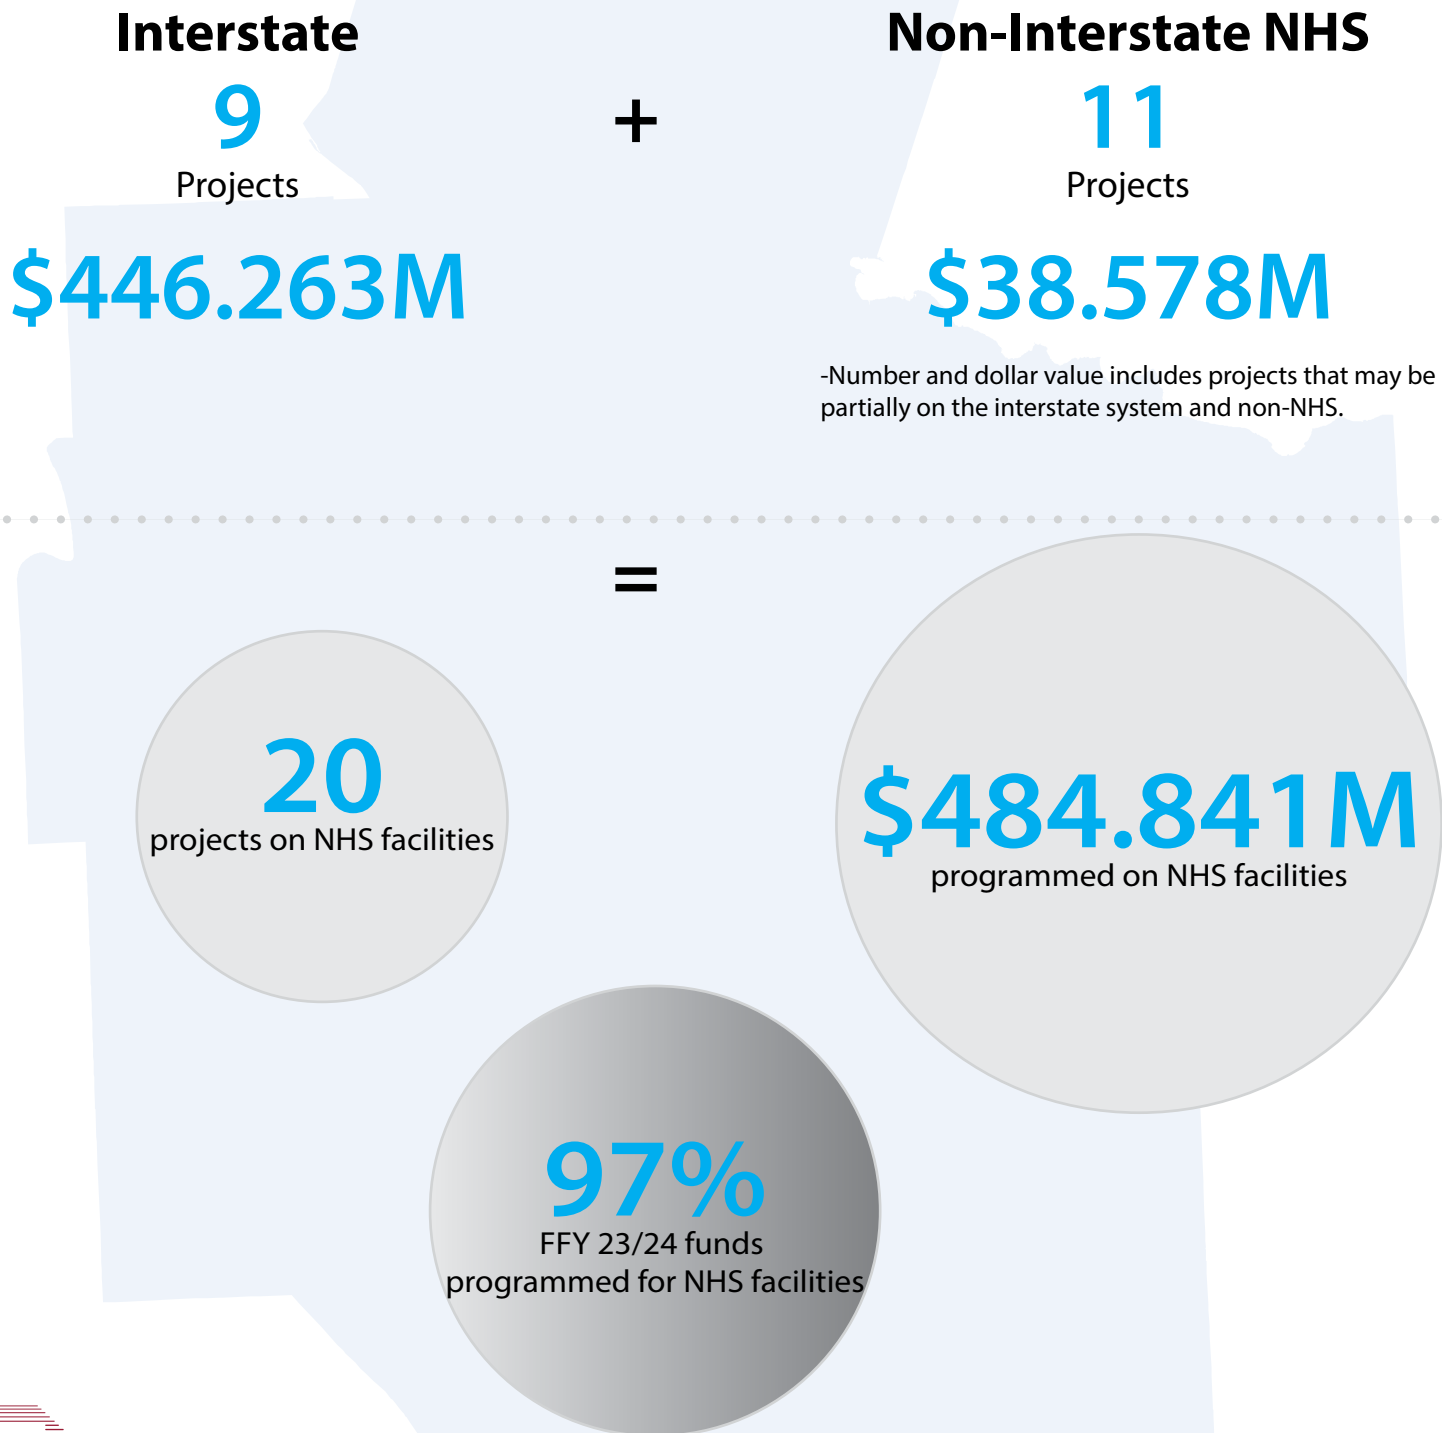 Interstate
9
Projects
$446.263M
+
Non-Interstate NHS
11
Projects
$38.578M
-Number and dollar value includes projects that may be
partially on the interstate system and non-NHS.
=
20
projects on NHS facilities
$484.841M
programmed on NHS facilities
97%
FFY 23/24 funds
programmed for NHS facilities